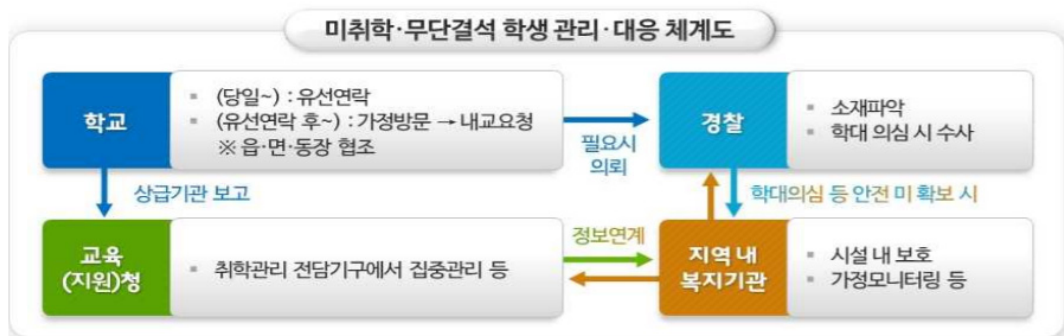 미취학·무단결석 학생 관리·대응 체계도
학교
▪ (당일~) : 유선연락
▪ (유선연락 후~) : 가정방문 → 내교요청
※ 읍·면·동장 협조
필요시
의뢰
경찰
▪ 소재파악
▪ 학대 의심 시 수사
상급기관 보고
학대의심 등 안전 미 확보 시
교육
(지원)청
▪ 취학관리 전담기구에서 집중관리 등
정보연계
지역 내
복지기관
▪ 시설 내 보호
▪ 가정모니터링 등